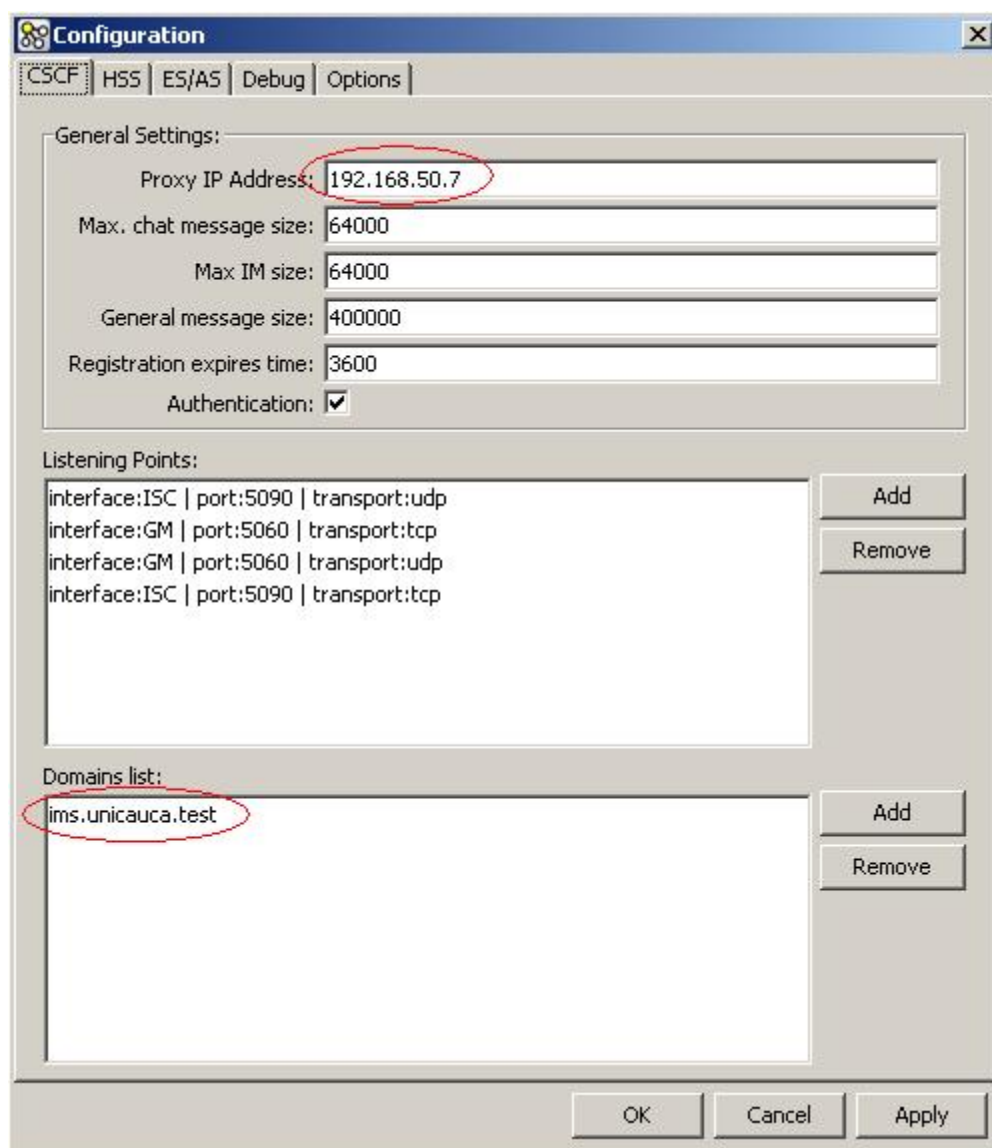 Configuration
CSCF HSS ES/AS Debug Options
General Settings:
Proxy IP Address: 192.168.50.7
Max. chat message size: 64000
Max IM size: 64000
General message size: 400000
Registration expires time: 3600
Authentication:
Listening Points:
interface:ISC | port:5090 | transport:udp
Add
interface:GM | port:5060 | transport:tcp
Remove
interface:GM | port:5060 | transport:udp
interface:ISC | port:5090 | transport:tcp
Domains list:
ims.unicauca.test
Add
Remove
OK Cancel Apply